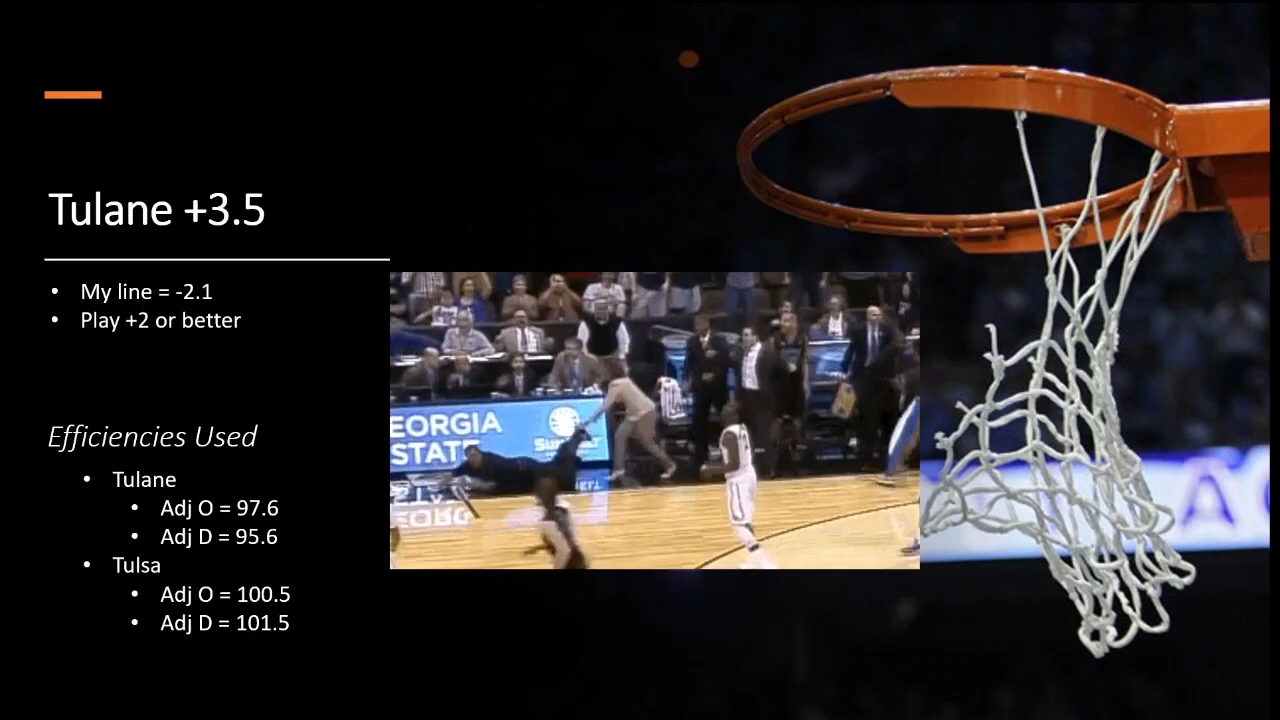 Tulane +3.5
• My line = -2.1
• Play +2 or better
Efficiencies Used
• Tulane
• Adj O = 97.6
• Adj D = 95.6
• Tulsa
• Adj O = 100.5
• Adj D = 101.5
EORGIA
STATE